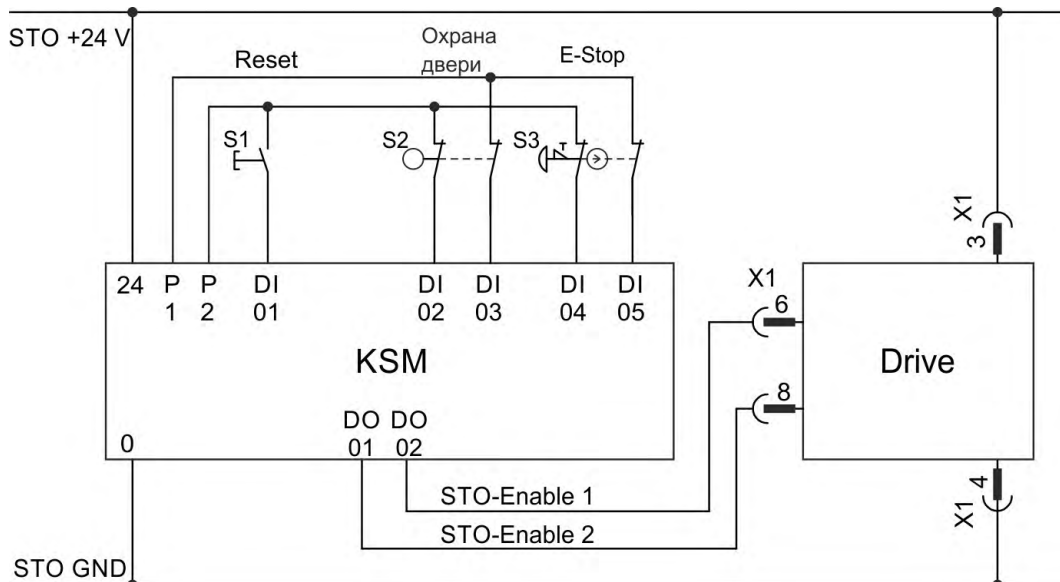 STO +24 V
Reset
Охрана
двери
E-Stop
S1
S2
S3
X1
3
24 P P DI DI DI DI DI
1 2 01 02 03 04 05
X1
6
KSM
Drive
8
DO DO
0 01 02
4
X1
STO-Enable 1
STO-Enable 2
STO GND